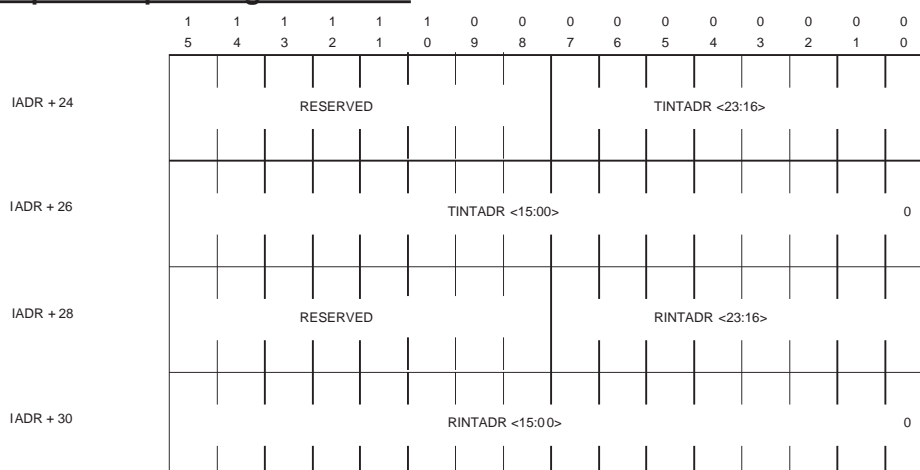 1 1 1 1 1 1 0 0 0 0 0 0 0 0 0 0
5 4 3 2 1 0 9 8 7 6 5 4 3 2 1 0
IADR + 24 RESERVED TINTADR <23:16>
IADR + 26 TINTADR <15:00> 0
IADR + 28 RESERVED RINTADR <23:16>
IADR + 30 RINTADR <15:00> 0